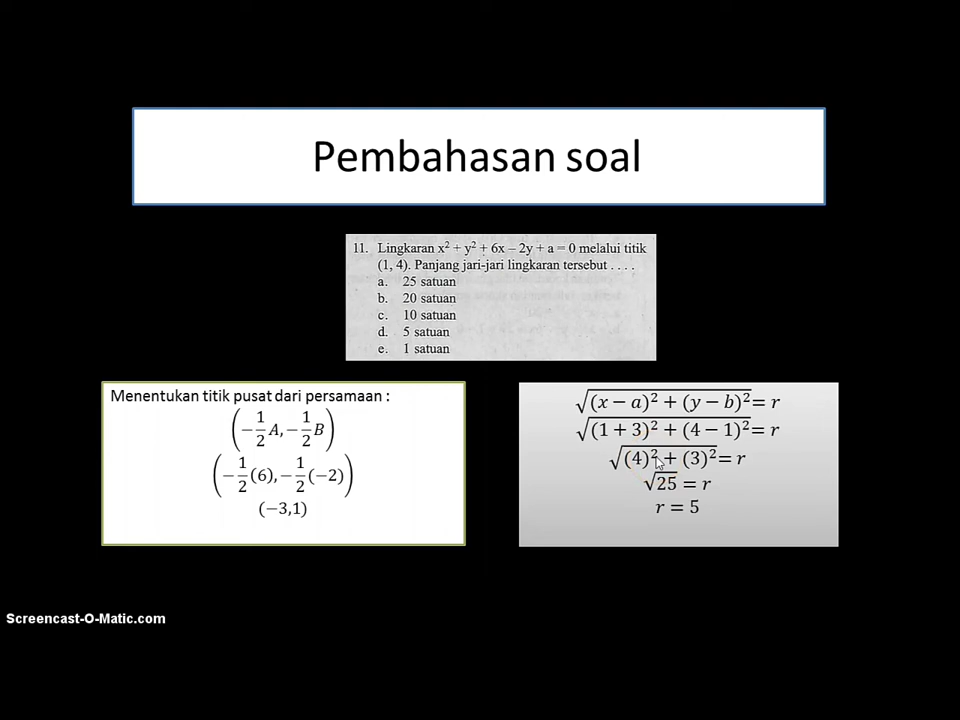 Pembahasan soal
11. Lingkaran x² + y² + 6x – 2y + a = 0 melalui titik
(1, 4). Panjang jari-jari lingkaran tersebut . . . .
a. 25 satuan
b. 20 satuan
c. 10 satuan
d. 5 satuan
e. 1 satuan
Menentukan titik pusat dari persamaan :
(−1/2 A, −1/2 B)
(−1/2 (6), −1/2 (−2))
(−3,1)
√((x − a)² + (y − b)²) = r
√((1 + 3)² + (4 − 1)²) = r
√((4)² + (3)²) = r
√25 = r
r = 5
Screencast-O-Matic.com